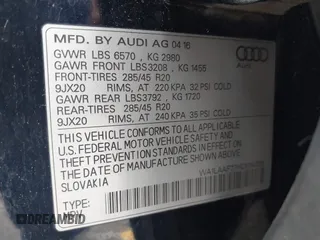 MFD. BY AUDI AG 04 16
GVWR LBS 6570 , KG 2980
GAWR FRONT LBS3208 , KG 1455
FRONT-TIRES 285/45 R20
9JX20 RIMS, AT 220 KPA 32 PSI COLD
GAWR REAR LBS3792 , KG 1720
REAR-TIRES 285/45 R20
9JX20 RIMS, AT 240 KPA 35 PSI COLD
THIS VEHICLE CONFORMS TO ALL APPLICABLE
U.S. FEDERAL MOTOR VEHICLE SAFETY AND
THEFT PREVENTION STANDARDS IN EFFECT ON THE
DATE OF MANUFACTURE SHOWN ABOVE.
SLOVAKIA
TYPE:
MPV
DREAMBID